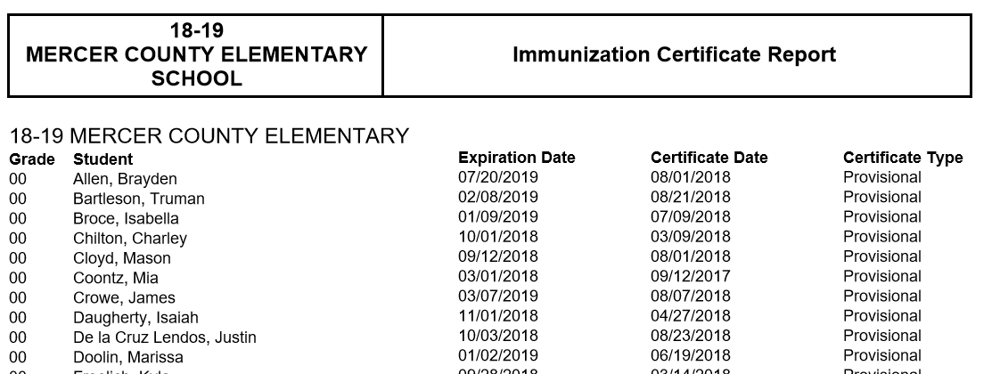 18-19
MERCER COUNTY ELEMENTARY
SCHOOL
Immunization Certificate Report
18-19 MERCER COUNTY ELEMENTARY
Grade Student Expiration Date Certificate Date Certificate Type
00 Allen, Brayden 07/20/2019 08/01/2018 Provisional
00 Bartleson, Truman 02/08/2019 08/21/2018 Provisional
00 Broce, Isabella 01/09/2019 07/09/2018 Provisional
00 Chilton, Charley 10/01/2018 03/09/2018 Provisional
00 Cloyd, Mason 09/12/2018 08/01/2018 Provisional
00 Coontz, Mia 03/01/2018 09/12/2017 Provisional
00 Crowe, James 03/07/2019 08/07/2018 Provisional
00 Daugherty, Isaiah 11/01/2018 04/27/2018 Provisional
00 De la Cruz Lendos, Justin 10/03/2018 08/23/2018 Provisional
00 Doolin, Marissa 01/02/2019 06/19/2018 Provisional
00 09/28/2018 03/14/2018 Provisional